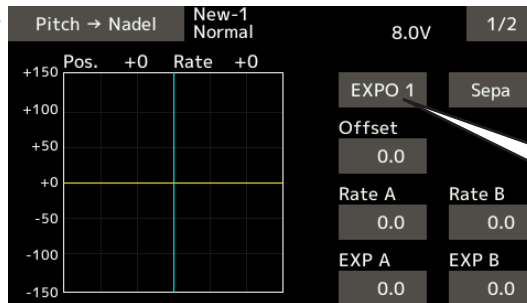 Pitch → Nadel
New-1
Normal
8.0V
1/2
Pos. +0 Rate +0
+150
+100
+50
+0
-50
-100
-150
EXPO 1
Sepa
Offset
0.0
Rate A Rate B
0.0 0.0
EXP A EXP B
0.0 0.0